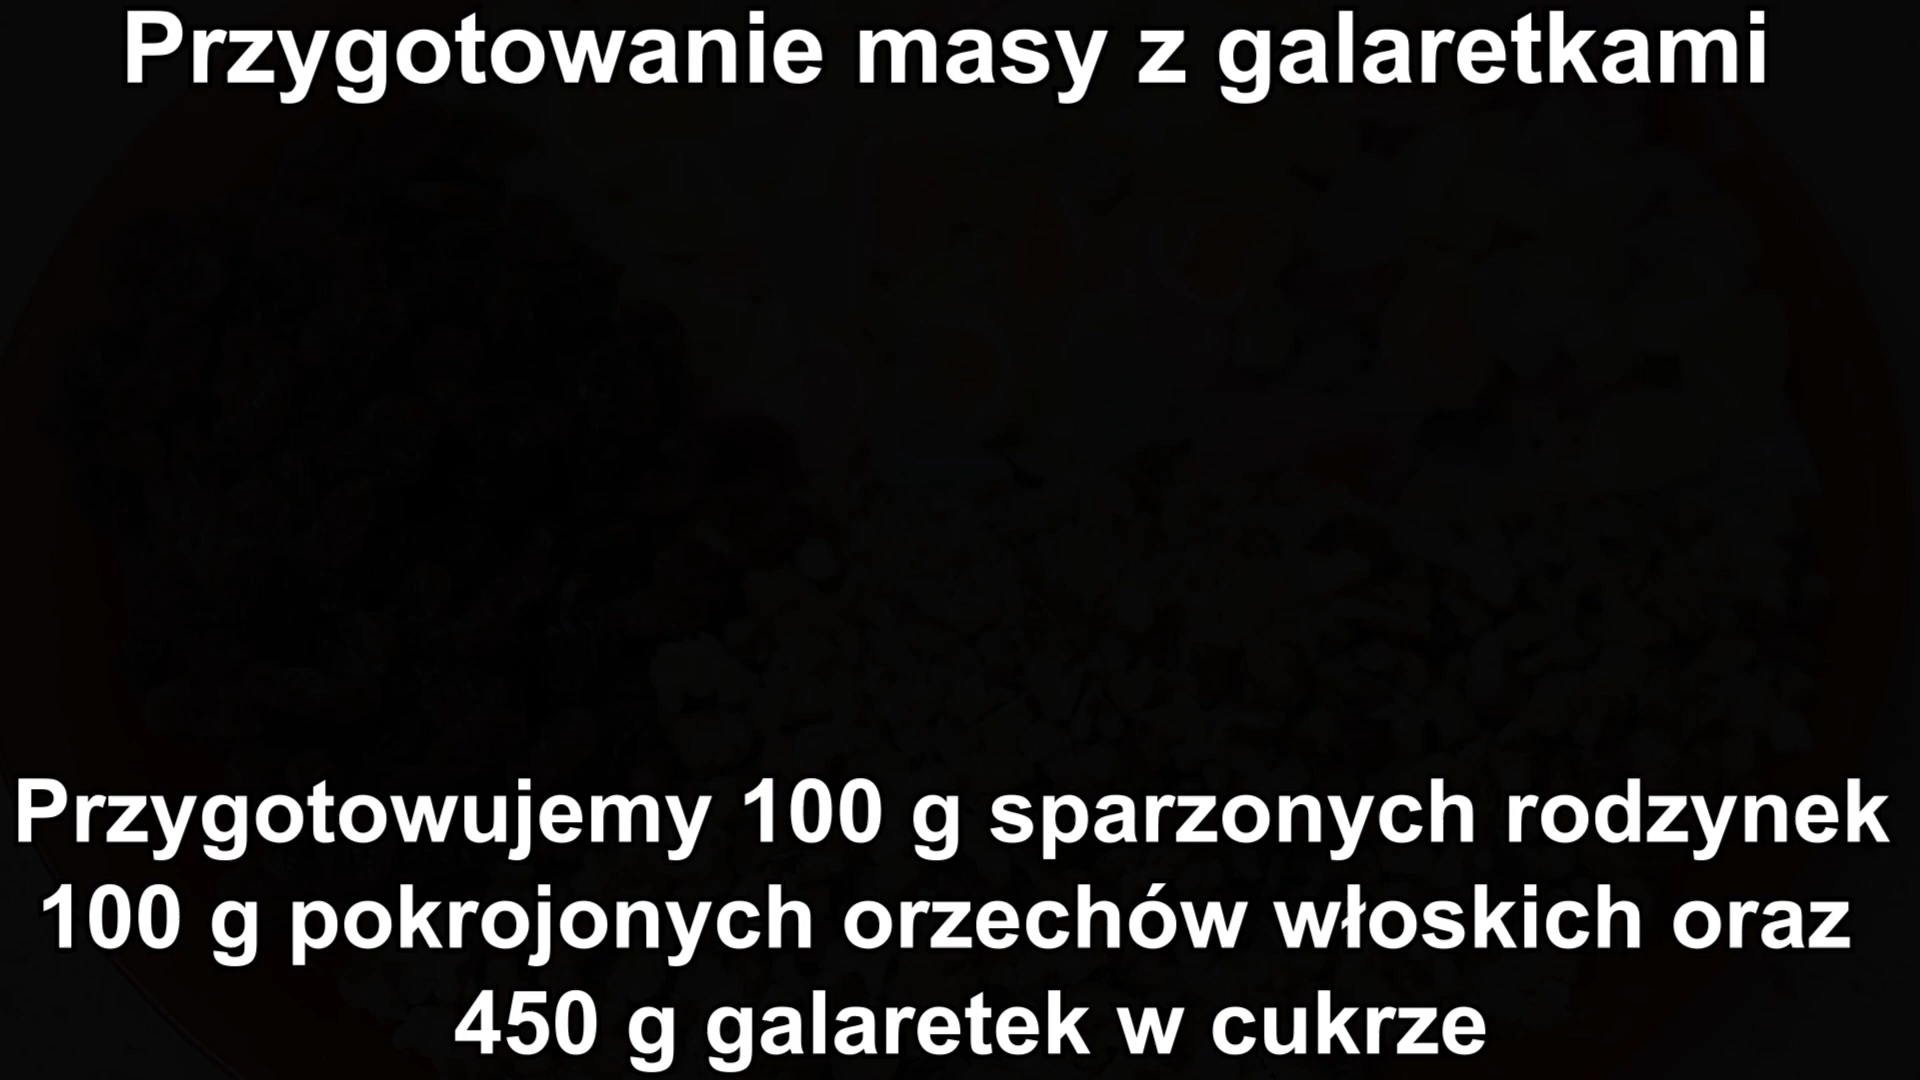 Przygotowanie masy z galaretkami
Przygotowujemy 100 g sparzonych rodzynek
100 g pokrojonych orzechów włoskich oraz
450 g galaretek w cukrze